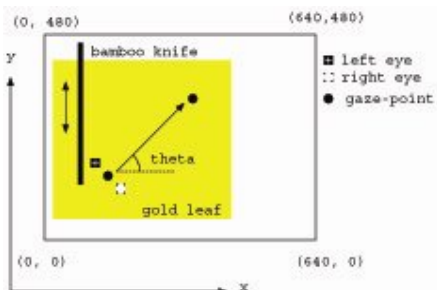 (0, 480)
(640,480)
y
bamboo knife
left eye
right eye
gaze-point
theta
gold leaf
(0, 0)
(640, 0)
x